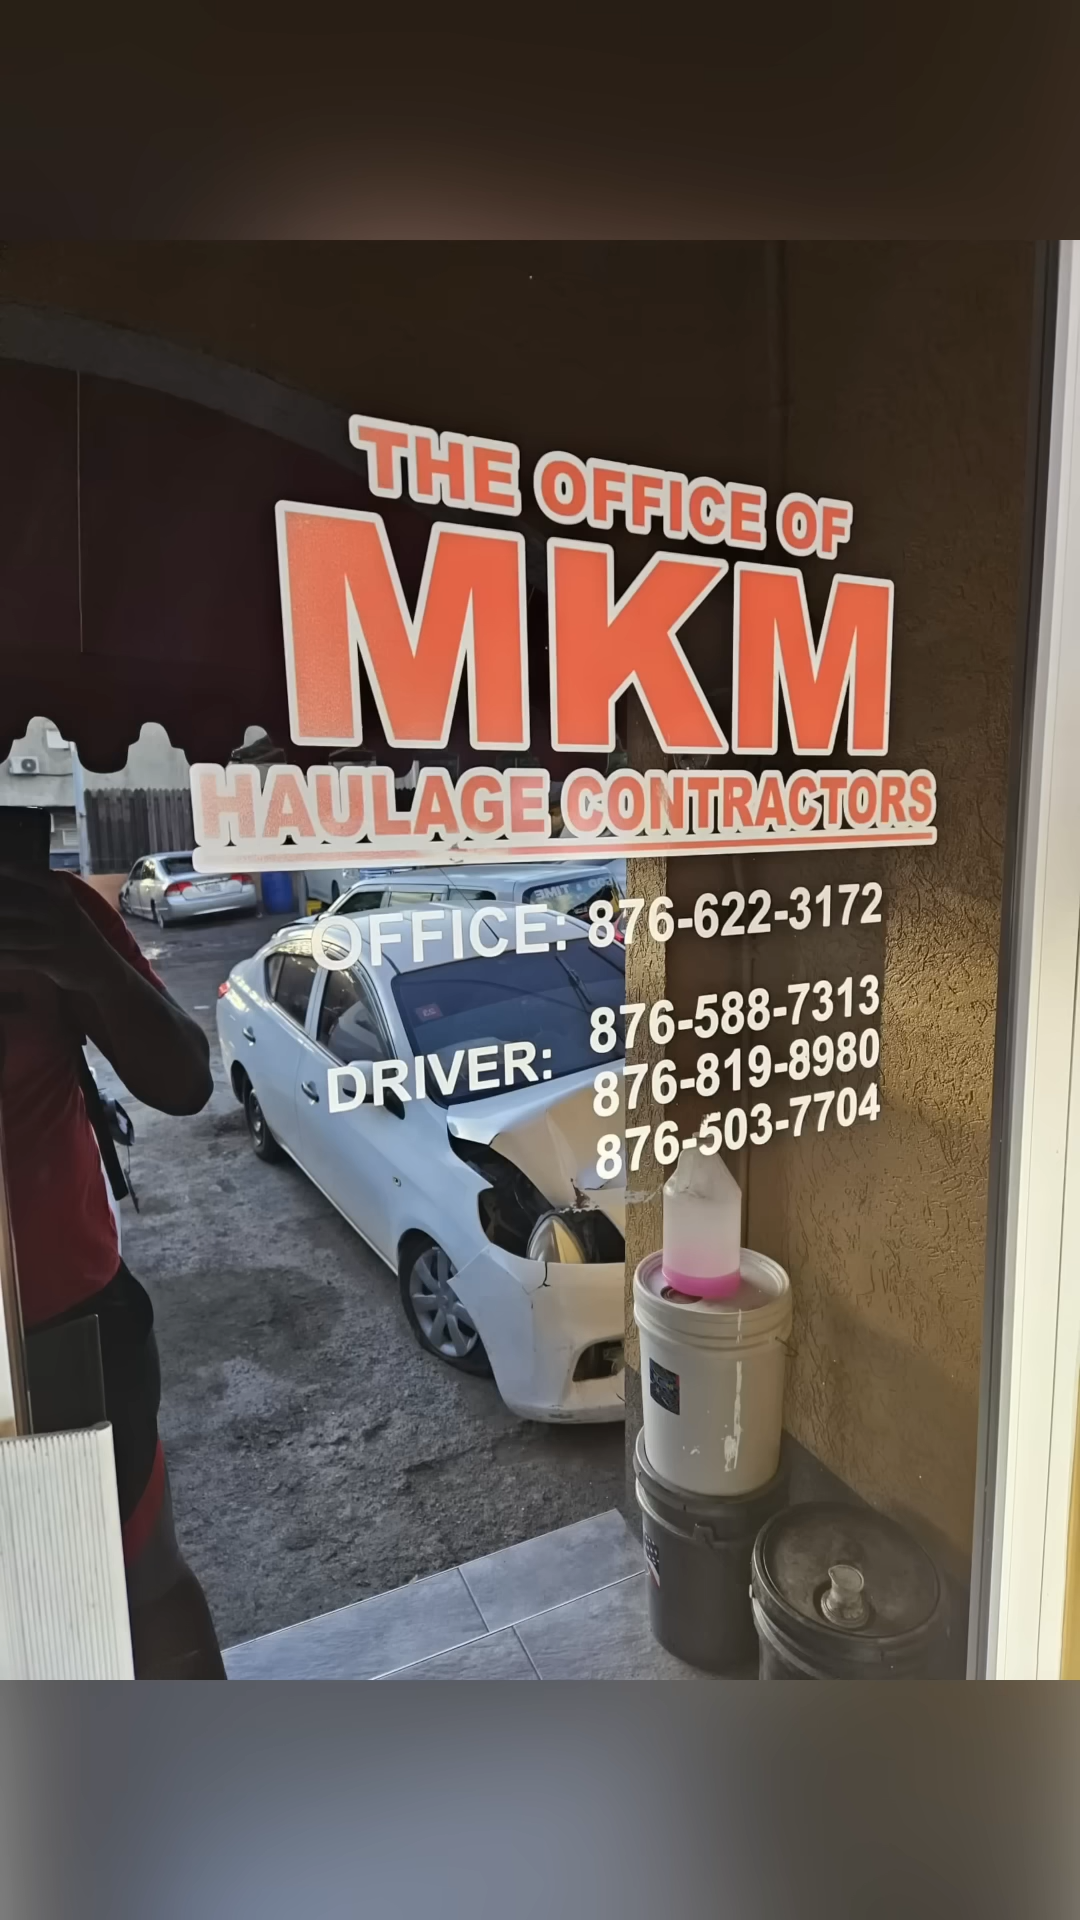 THE OFFICE OF
MKM
HAULAGE CONTRACTORS
OFFICE: 876-622-3172
876-588-7313
DRIVER: 876-819-8980
876-503-7704